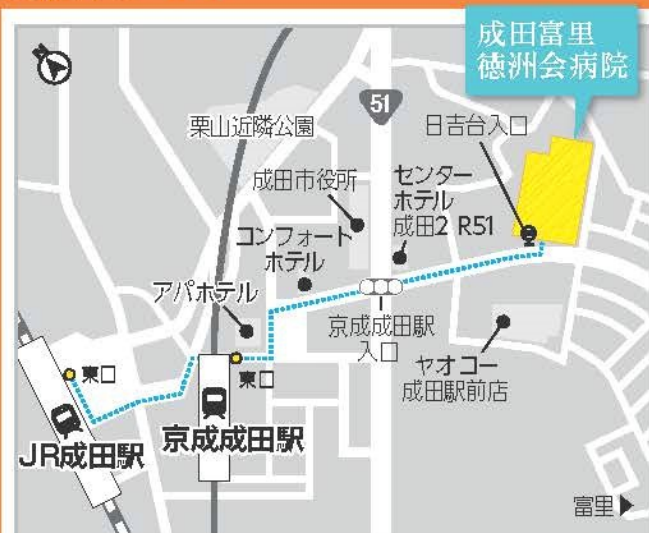 成田富里
徳洲会病院
51
栗山近隣公園
日吉台入口
成田市役所
センター
ホテル
成田2 R51
コンフォート
ホテル
アパホテル
京成成田駅
入口
東口
東口
ヤオコー
成田駅前店
JR成田駅
京成成田駅
富里▶